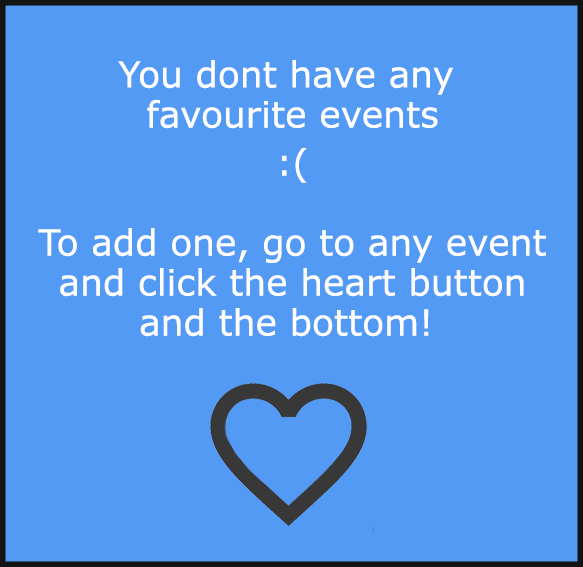 You dont have any
favourite events
:(
To add one, go to any event
and click the heart button
and the bottom!